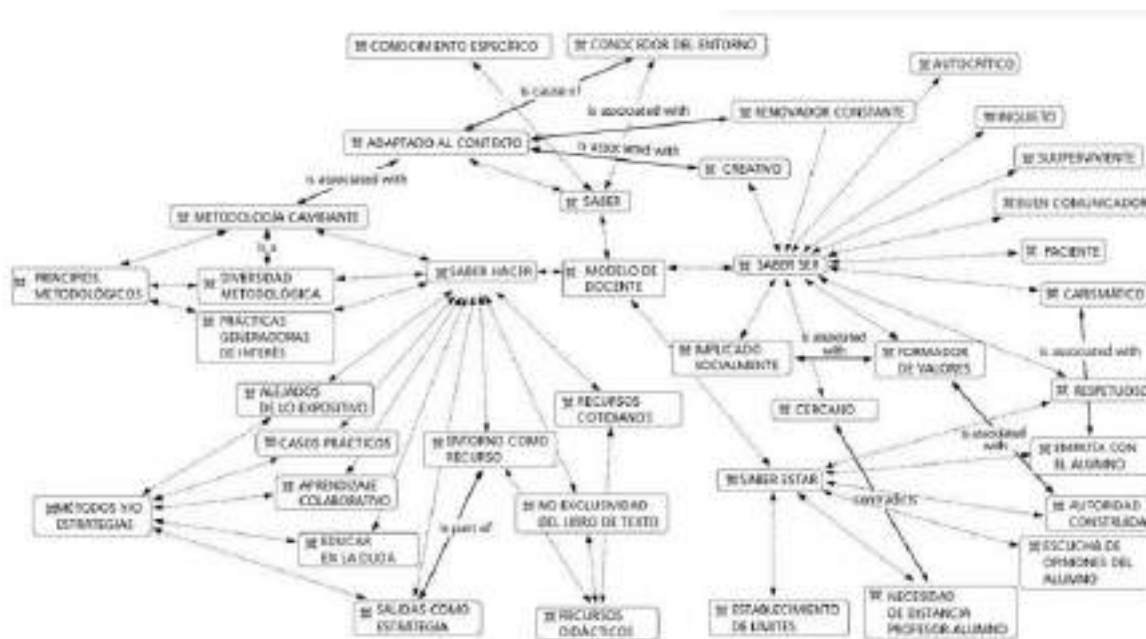 CONOCIMIENTO ESPECÍFICO
CONOCEDOR DEL ENTORNO
AUTOCRÍTICO
is cause of
is associated with
RENOVADOR CONSTANTE
INQUIETO
ADAPTADO AL CONTEXTO
is associated with
CREATIVO
is associated with
SABER
BUEN COMUNICADOR
METODOLOGÍA CAMBIANTE
is a
PACIENTE
PRINCIPIOS
METODOLÓGICOS
DIVERSIDAD
METODOLÓGICA
SABER HACER
MODELO DE
DOCENTE
SABER SER
CARISMÁTICO
PRÁCTICAS
GENERADORAS
DE INTERÉS
IMPLICADO
SOCIALMENTE
is associated
with
FORMADOR
DE VALORES
is associated with
RESPETUOSO
ALEJADOS
DE LO EXPOSITIVO
RECURSOS
COTIDIANOS
CERCANO
CASOS PRÁCTICOS
ENTORNO COMO
RECURSO
is associated
with
EMPATÍA CON
EL ALUMNO
APRENDIZAJE
COLABORATIVO
SABER ESTAR
MÉTODOS Y/O
ESTRATEGIAS
NO EXCLUSIVIDAD
DEL LIBRO DE TEXTO
contradicts
AUTORIDAD
CONSTRUIDA
is part of
EDUCAR
EN LA DUDA
ESCUCHA DE
OPINIONES DEL
ALUMNO
SALIDAS COMO
ESTRATEGIA
RECURSOS
DIDÁCTICOS
ESTABLECIMIENTO
DE LÍMITES
NECESIDAD
DE DISTANCIA
PROFESOR-ALUMNO